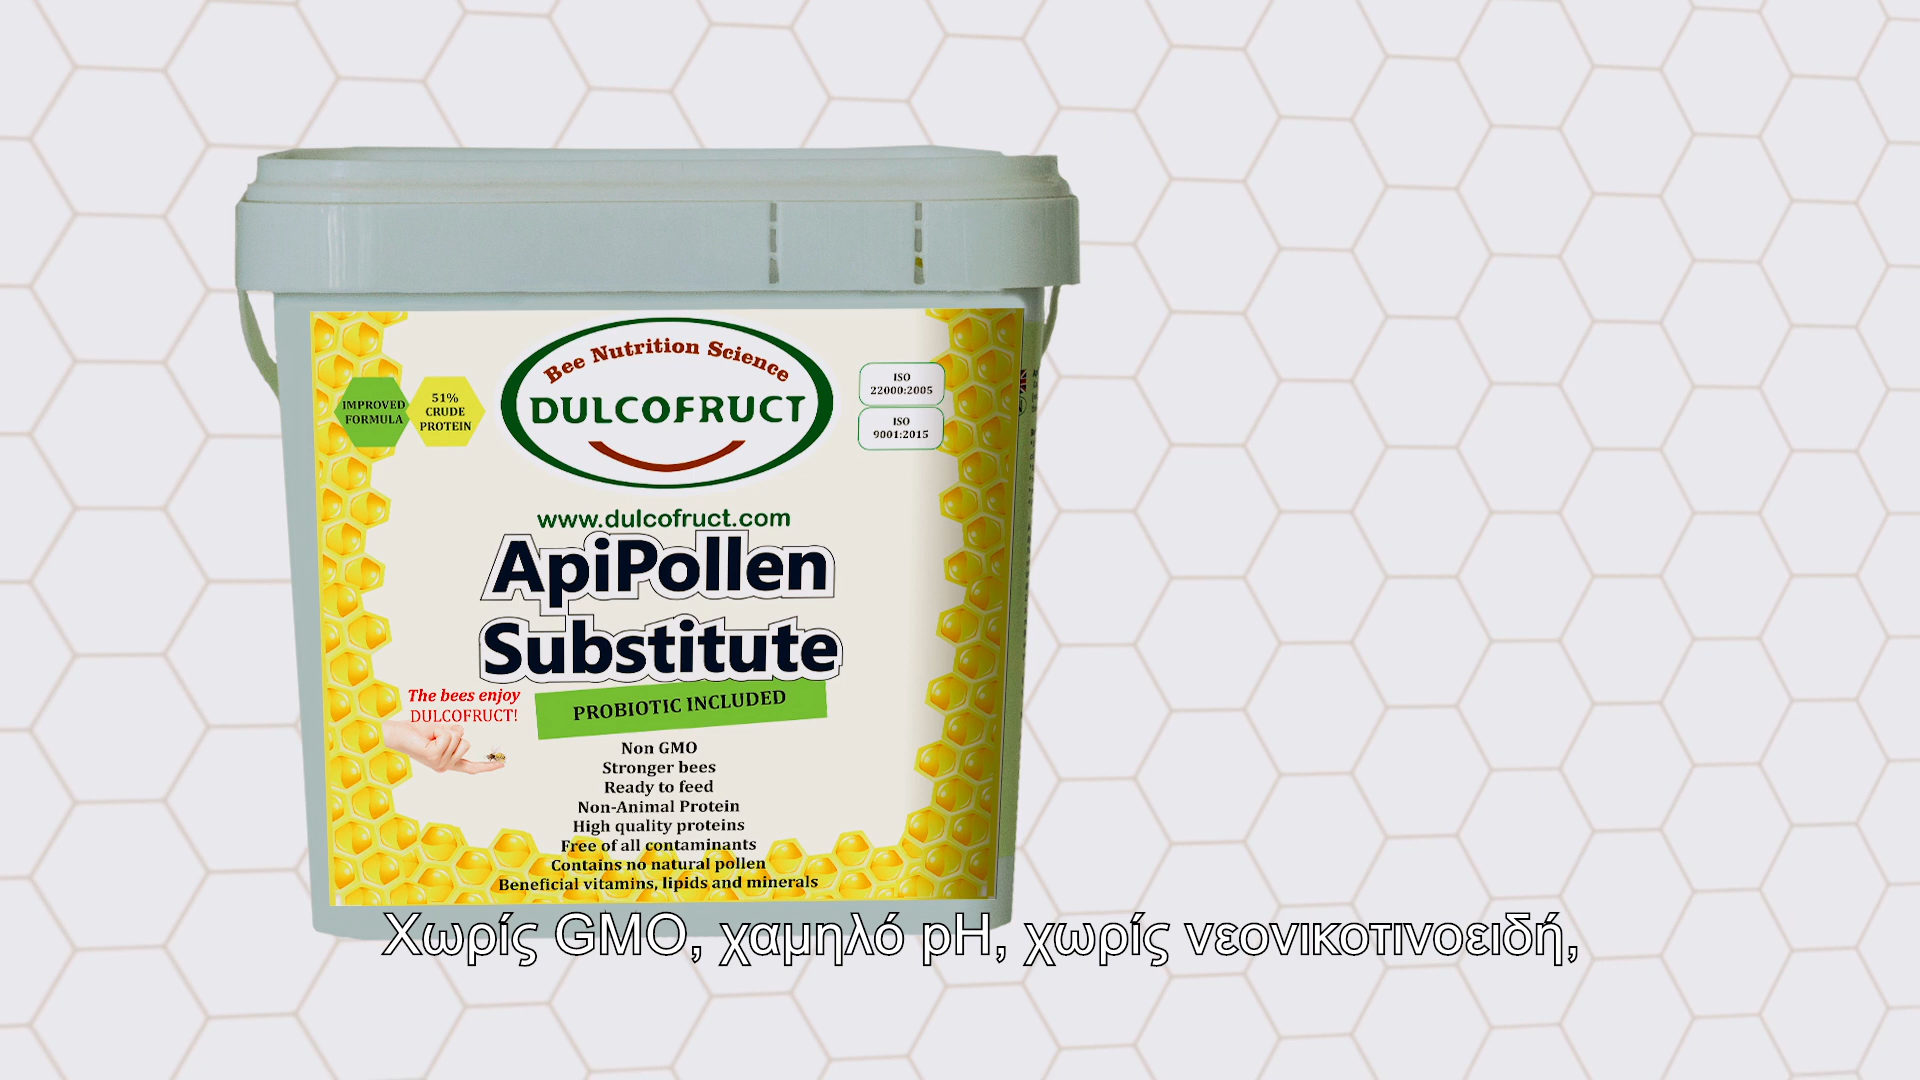 Bee Nutrition Science
DULCOFRUCT
IMPROVED
FORMULA
51%
CRUDE
PROTEIN
ISO
22000:2005
ISO
9001:2015
www.dulcofruct.com
ApiPollen
Substitute
The bees enjoy
DULCOFRUCT!
PROBIOTIC INCLUDED
Non GMO
Stronger bees
Ready to feed
Non-Animal Protein
High quality proteins
Free of all contaminants
Contains no natural pollen
Beneficial vitamins, lipids and minerals
Χωρίς GMO, χαμηλό pH, χωρίς νεονικοτινοειδή,